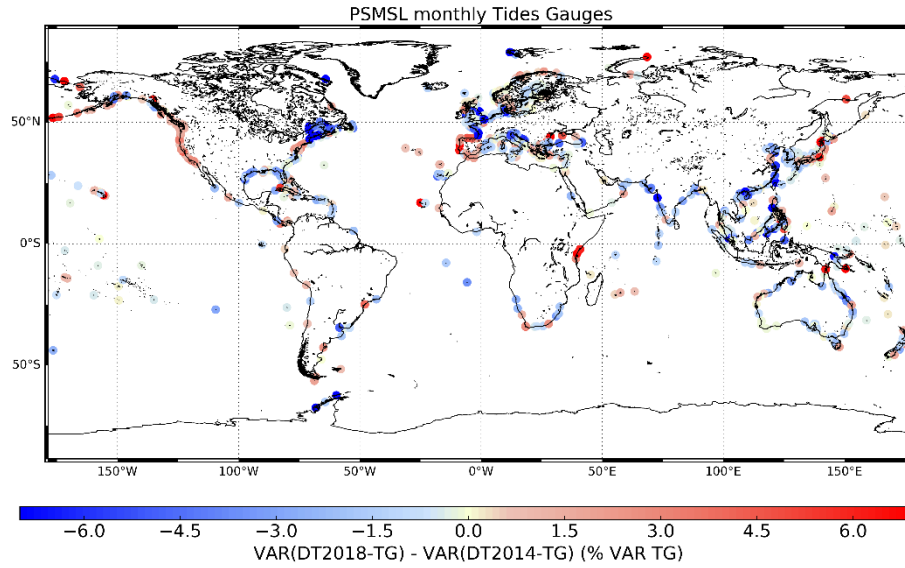 PSMSL monthly Tides Gauges
50°N
0°S
50°S
150°W 100°W 50°W 0°W 50°E 100°E 150°E
−6.0 −4.5 −3.0 −1.5 0.0 1.5 3.0 4.5 6.0
VAR(DT2018-TG) - VAR(DT2014-TG) (% VAR TG)